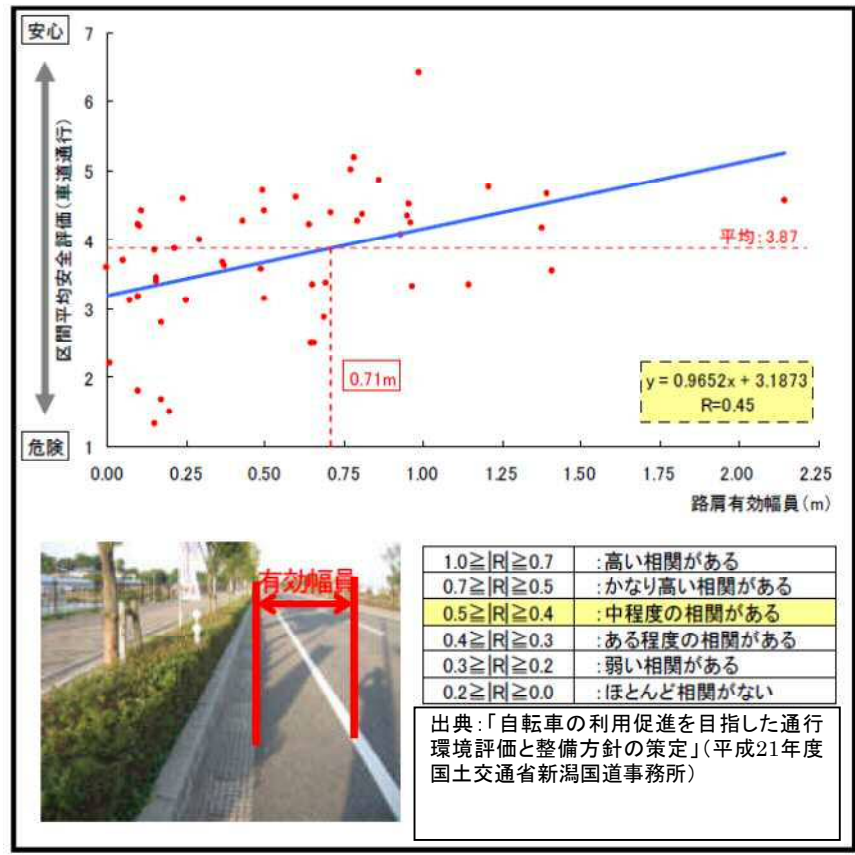 安心
区間平均安全評価(車道通行)
危険
7
6
5
4
3
2
1
平均:3.87
0.71m
y = 0.9652x + 3.1873
R=0.45
0.00 0.25 0.50 0.75 1.00 1.25 1.50 1.75 2.00 2.25
路肩有効幅員(m)
有効幅員
1.0≧|R|≧0.7 :高い相関がある
0.7≧|R|≧0.5 :かなり高い相関がある
0.5≧|R|≧0.4 :中程度の相関がある
0.4≧|R|≧0.3 :ある程度の相関がある
0.3≧|R|≧0.2 :弱い相関がある
0.2≧|R|≧0.0 :ほとんど相関がない
出典:「自転車の利用促進を目指した通行
環境評価と整備方針の策定」(平成21年度
国土交通省新潟国道事務所)